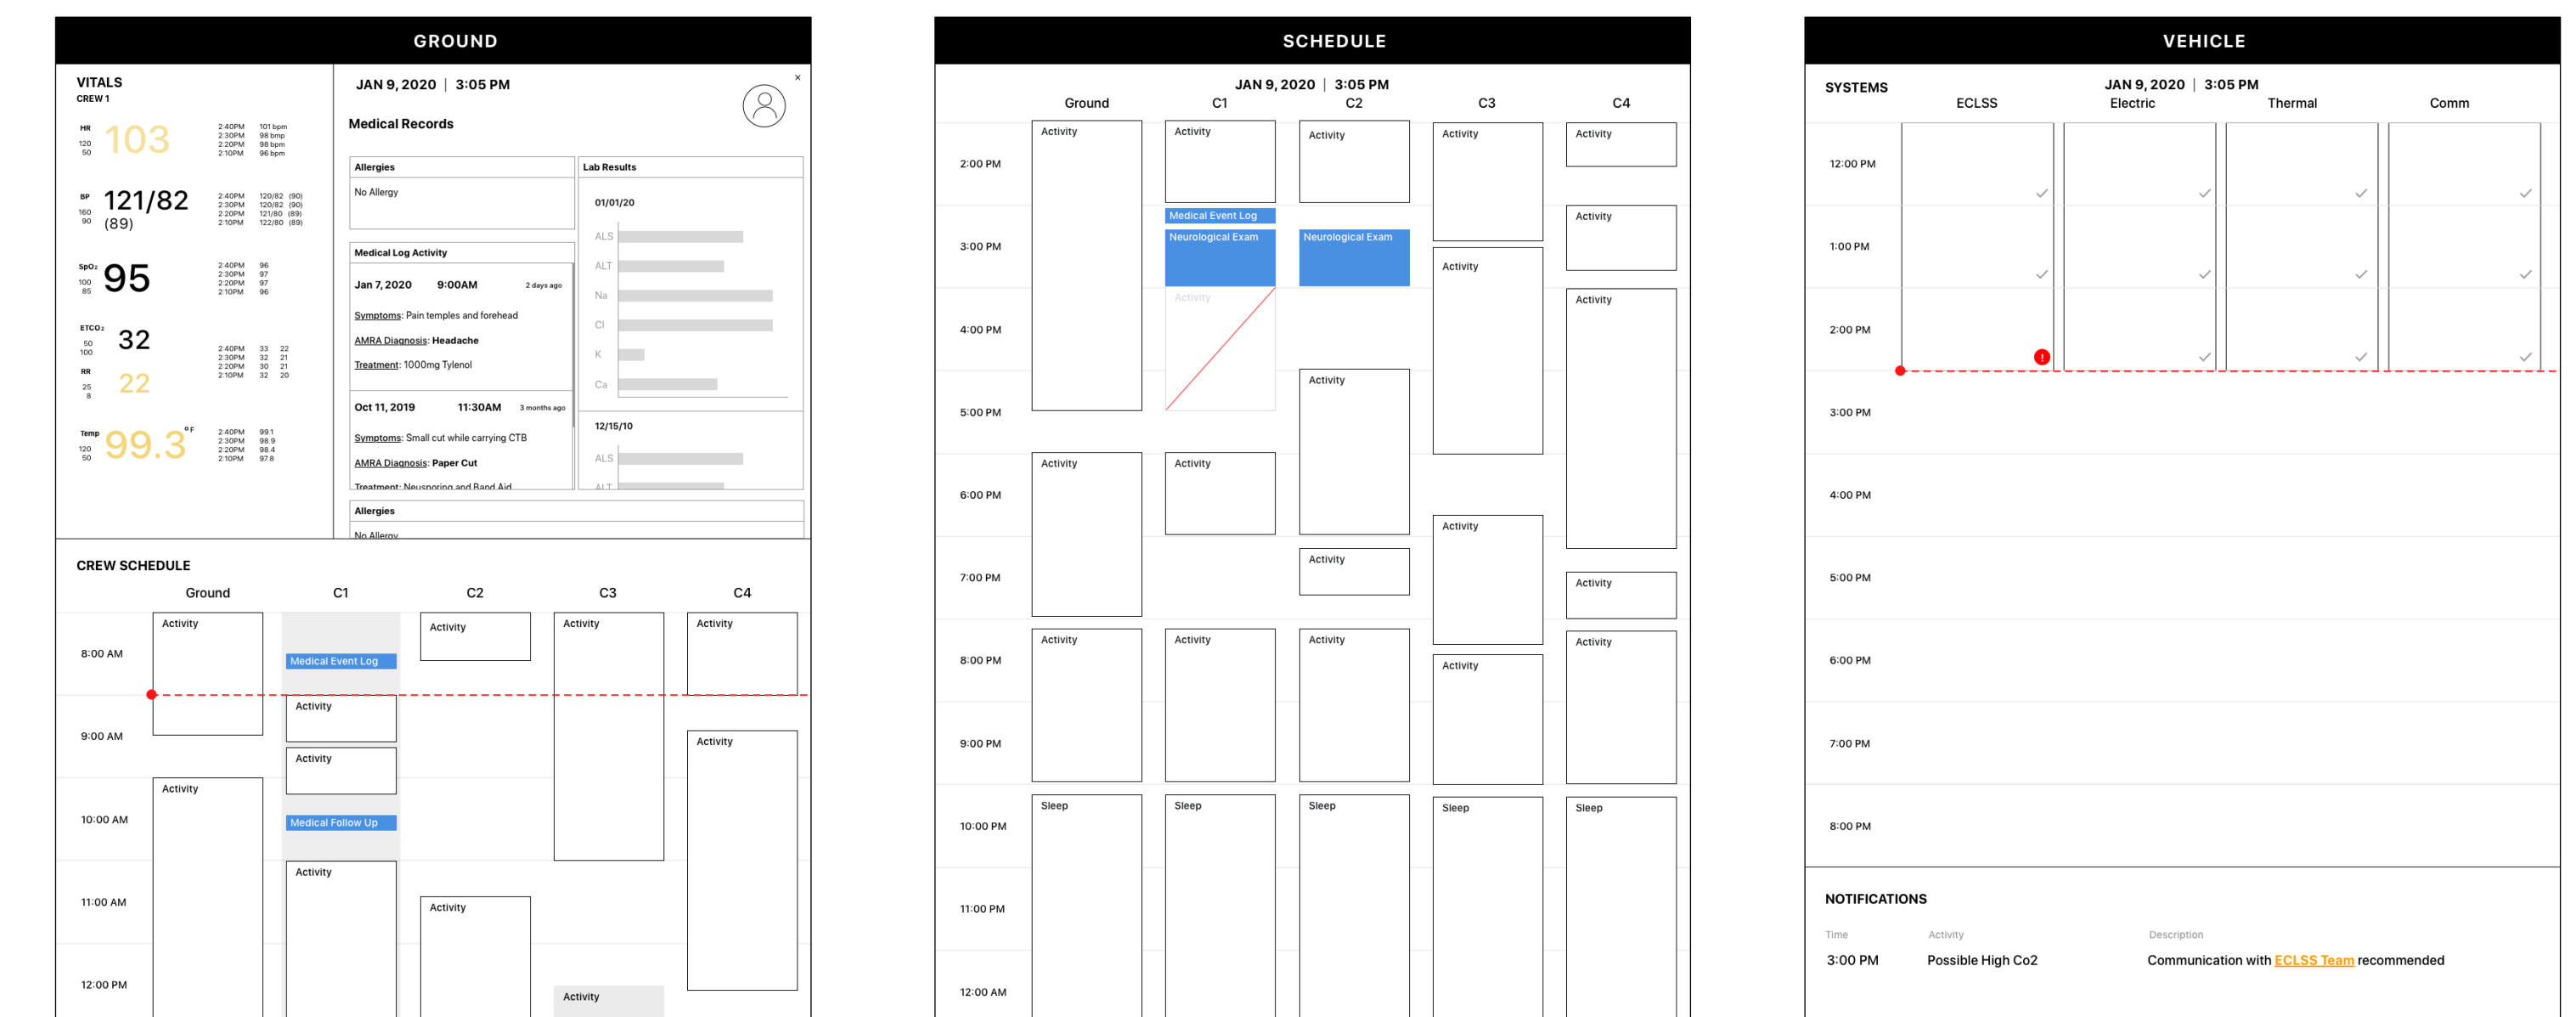 GROUND
VITALS
CREW 1
HR
120
50
103
2:40PM 101 bpm
2:30PM 98 bmp
2:20PM 98 bpm
2:10PM 96 bpm
BP
160
90
121/82
(89)
2:40PM 120/82 (90)
2:30PM 120/82 (90)
2:20PM 121/80 (89)
2:10PM 122/80 (89)
SpO₂
100
85
95
2:40PM 96
2:30PM 97
2:20PM 97
2:10PM 96
ETCO₂
50
100
32
RR
25
8
22
2:40PM 33 22
2:30PM 32 21
2:20PM 30 21
2:10PM 32 20
Temp
120
50
99.3 °F
2:40PM 99.1
2:30PM 98.9
2:20PM 98.4
2:10PM 97.8
JAN 9, 2020 | 3:05 PM
×
Medical Records
Allergies
No Allergy
Medical Log Activity
Jan 7, 2020 9:00AM 2 days ago
Symptoms: Pain temples and forehead
AMRA Diagnosis: Headache
Treatment: 1000mg Tylenol
Oct 11, 2019 11:30AM 3 months ago
Symptoms: Small cut while carrying CTB
AMRA Diagnosis: Paper Cut
Treatment: Neusporing and Band Aid
Lab Results
01/01/20
ALS
ALT
Na
Cl
K
Ca
12/15/10
ALS
ALT
Allergies
No Allergy
CREW SCHEDULE
Ground C1 C2 C3 C4
Activity Activity Activity Activity
8:00 AM
Medical Event Log
Activity
9:00 AM
Activity
Activity
Activity
10:00 AM
Medical Follow Up
Activity
11:00 AM
Activity
12:00 PM
Activity
SCHEDULE
JAN 9, 2020 | 3:05 PM
Ground C1 C2 C3 C4
Activity Activity Activity Activity Activity
2:00 PM
Medical Event Log
Activity
Neurological Exam Neurological Exam
3:00 PM
Activity
Activity
Activity
4:00 PM
Activity
5:00 PM
Activity Activity
6:00 PM
Activity
Activity
7:00 PM
Activity
Activity Activity Activity
Activity
8:00 PM
Activity
9:00 PM
Sleep Sleep Sleep Sleep Sleep
10:00 PM
11:00 PM
12:00 AM
VEHICLE
SYSTEMS
JAN 9, 2020 | 3:05 PM
ECLSS Electric Thermal Comm
12:00 PM
1:00 PM
2:00 PM
!
3:00 PM
4:00 PM
5:00 PM
6:00 PM
7:00 PM
8:00 PM
NOTIFICATIONS
Time Activity Description
3:00 PM Possible High Co2 Communication with ECLSS Team recommended